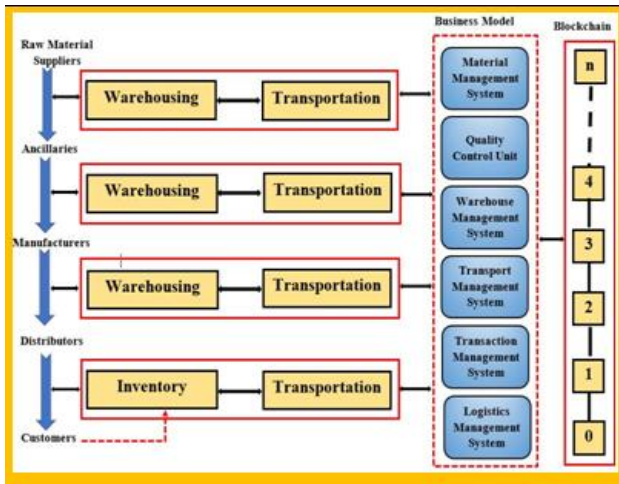 Business Model
Blockchain
Raw Material
Suppliers
Warehousing
Transportation
Ancillaries
Warehousing
Transportation
Manufacturers
Warehousing
Transportation
Distributors
Inventory
Transportation
Customers
Material
Management
System
Quality
Control Unit
Warehouse
Management
System
Transport
Management
System
Transaction
Management
System
Logistics
Management
System
n
4
3
2
1
0